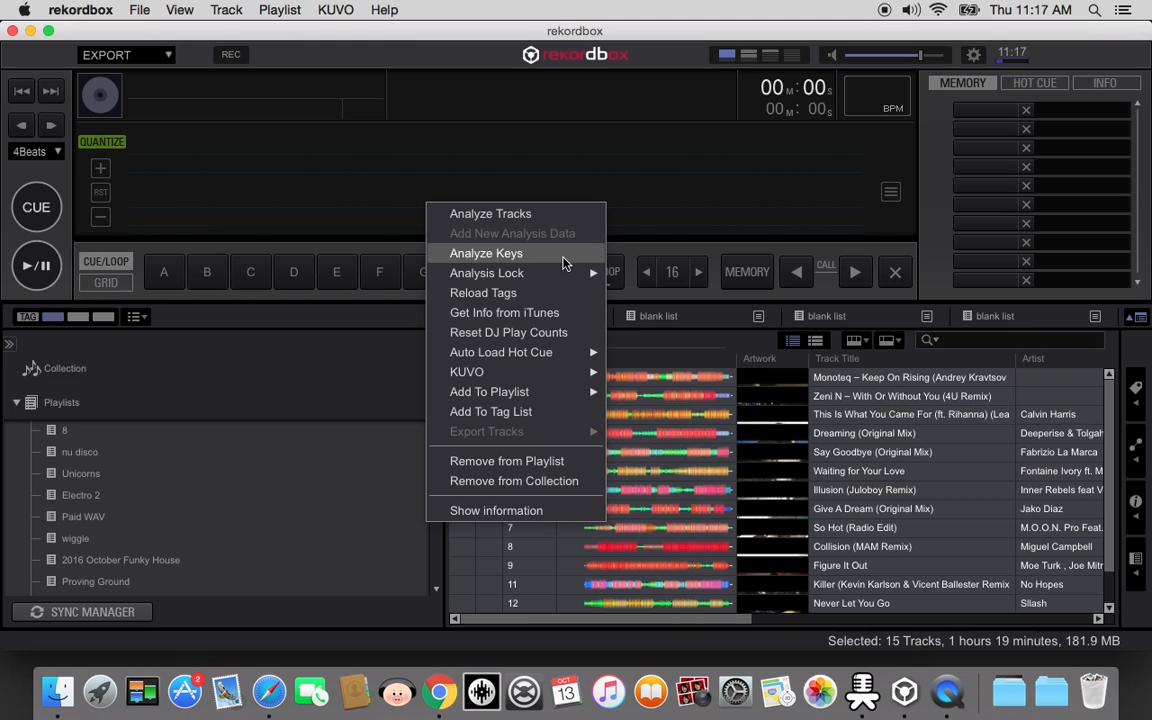 rekordbox File View Track Playlist KUVO Help Thu 11:17 AM
rekordbox
EXPORT REC rekordbox 11:17
00 M : 00 S
00 M : 00 S
BPM
MEMORY HOT CUE INFO
QUANTIZE
4Beats
RST
CUE
CUE/LOOP
GRID
A B C D E F G
16 MEMORY CALL
Analyze Tracks
Add New Analysis Data
Analyze Keys
Analysis Lock
Reload Tags
Get Info from iTunes
Reset DJ Play Counts
Auto Load Hot Cue
KUVO
Add To Playlist
Add To Tag List
Export Tracks
Remove from Playlist
Remove from Collection
Show information
TAG
blank list blank list blank list
Collection
Playlists
8
nu disco
Unicorns
Electro 2
Paid WAV
wiggle
2016 October Funky House
Proving Ground
SYNC MANAGER
Artwork Track Title Artist
Monoteq – Keep On Rising (Andrey Kravtsov
Zeni N – With Or Without You (4U Remix)
This Is What You Came For (ft. Rihanna) (Lea Calvin Harris
Dreaming (Original Mix) Deeperise & Tolgah
Say Goodbye (Original Mix) Fabrizio La Marca
Waiting for Your Love Fontaine Ivory ft. M
Illusion (Juloboy Remix) Inner Rebels feat V
Give A Dream (Original Mix) Jako Diaz
7 So Hot (Radio Edit) M.O.O.N. Pro Feat.
8 Collision (MAM Remix) Miguel Campbell
9 Figure It Out Moe Turk , Joe Mitr
11 Killer (Kevin Karlson & Vicent Ballester Remix No Hopes
12 Never Let You Go Sllash
Selected: 15 Tracks, 1 hours 19 minutes, 181.9 MB
2
OCT
13